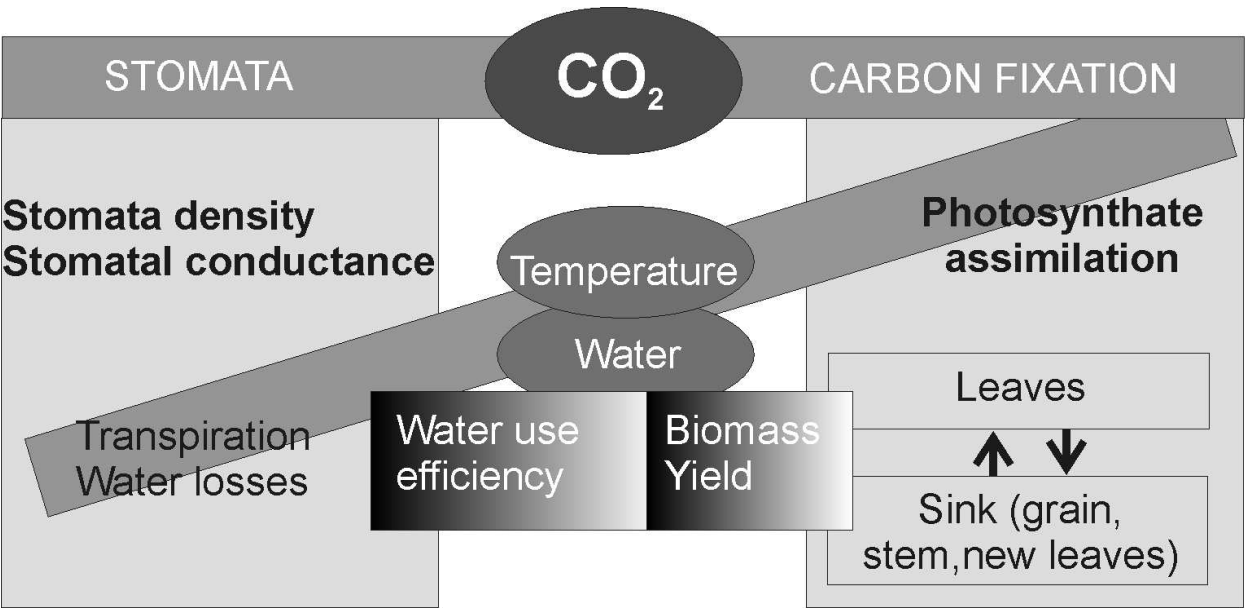 STOMATA
CO₂
CARBON FIXATION
Stomata density
Stomatal conductance
Photosynthate
assimilation
Temperature
Water
Transpiration
Water losses
Water use
efficiency
Biomass
Yield
Leaves
Sink (grain,
stem,new leaves)